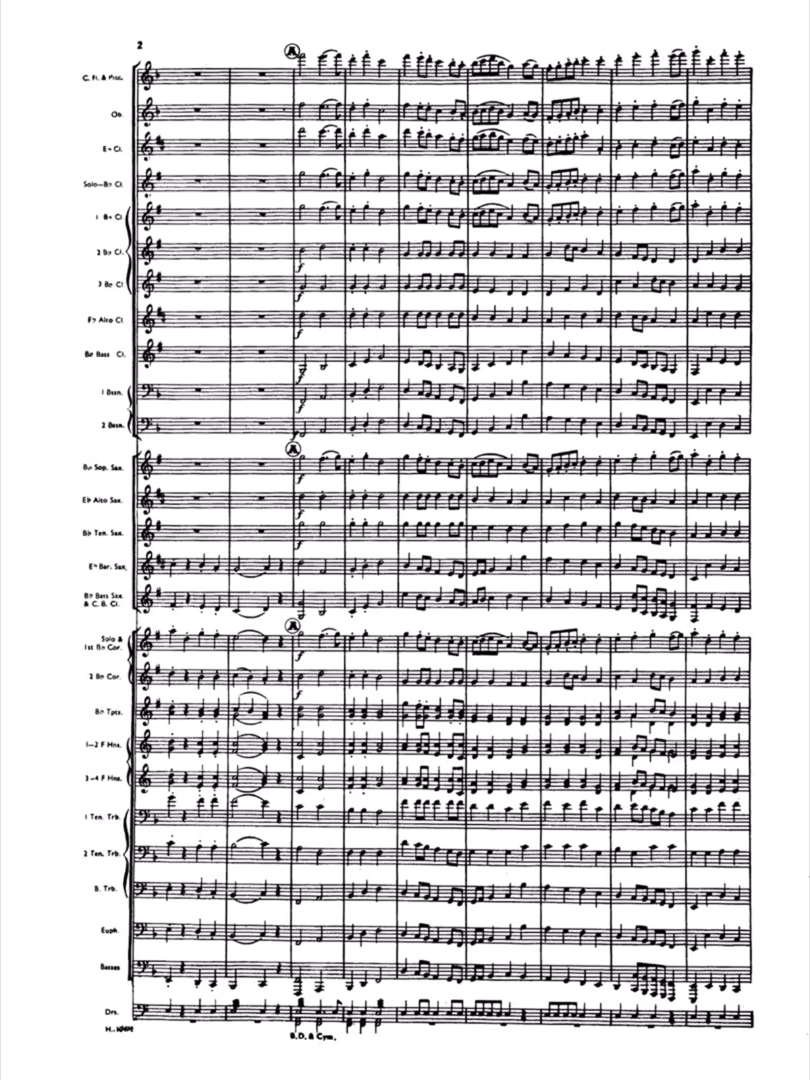 2
A
C. Fl. & Picc.
Ob.
E♭ Cl.
Solo—B♭ Cl.
1 B♭ Cl.
2 B♭ Cl.
3 B♭ Cl
E♭ Alto Cl.
B♭ Bass Cl.
1 Bssn.
2 Bssn.
f
f
f
f
f
f
A
B♭ Sop. Sax.
E♭ Alto Sax.
B♭ Ten. Sax.
E♭ Bar. Sax.
B♭ Bass Sax
& C. B. Cl.
f
f
f
A
Solo &
1st B♭ Cor.
2 B♭ Cor.
B♭ Tpts.
1—2 F Hns.
3—4 F Hns.
1 Ten. Trb.
2 Ten. Trb.
B. Trb.
Euph.
Basses
Drs.
f
B.D. & Cym.